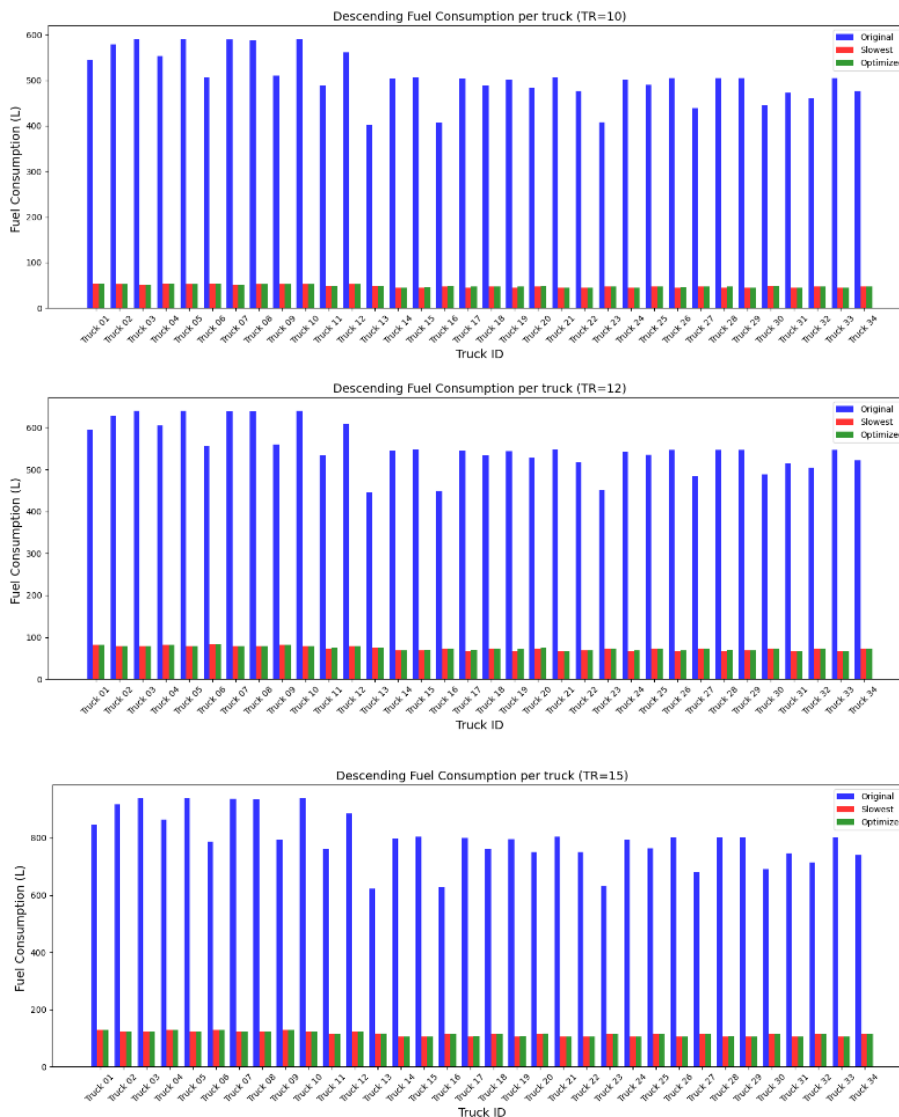 Descending Fuel Consumption per truck (TR=10)
Original
Slowest
Optimized
Fuel Consumption (L)
600
500
400
300
200
100
0
Truck 01 Truck 02 Truck 03 Truck 04 Truck 05 Truck 06 Truck 07 Truck 08 Truck 09 Truck 10 Truck 11 Truck 12 Truck 13 Truck 14 Truck 15 Truck 16 Truck 17 Truck 18 Truck 19 Truck 20 Truck 21 Truck 22 Truck 23 Truck 24 Truck 25 Truck 26 Truck 27 Truck 28 Truck 29 Truck 30 Truck 31 Truck 32 Truck 33 Truck 34
Truck ID
Descending Fuel Consumption per truck (TR=12)
Original
Slowest
Optimized
Fuel Consumption (L)
600
500
400
300
200
100
0
Truck 01 Truck 02 Truck 03 Truck 04 Truck 05 Truck 06 Truck 07 Truck 08 Truck 09 Truck 10 Truck 11 Truck 12 Truck 13 Truck 14 Truck 15 Truck 16 Truck 17 Truck 18 Truck 19 Truck 20 Truck 21 Truck 22 Truck 23 Truck 24 Truck 25 Truck 26 Truck 27 Truck 28 Truck 29 Truck 30 Truck 31 Truck 32 Truck 33 Truck 34
Truck ID
Descending Fuel Consumption per truck (TR=15)
Original
Slowest
Optimized
Fuel Consumption (L)
800
600
400
200
0
Truck 01 Truck 02 Truck 03 Truck 04 Truck 05 Truck 06 Truck 07 Truck 08 Truck 09 Truck 10 Truck 11 Truck 12 Truck 13 Truck 14 Truck 15 Truck 16 Truck 17 Truck 18 Truck 19 Truck 20 Truck 21 Truck 22 Truck 23 Truck 24 Truck 25 Truck 26 Truck 27 Truck 28 Truck 29 Truck 30 Truck 31 Truck 32 Truck 33 Truck 34
Truck ID